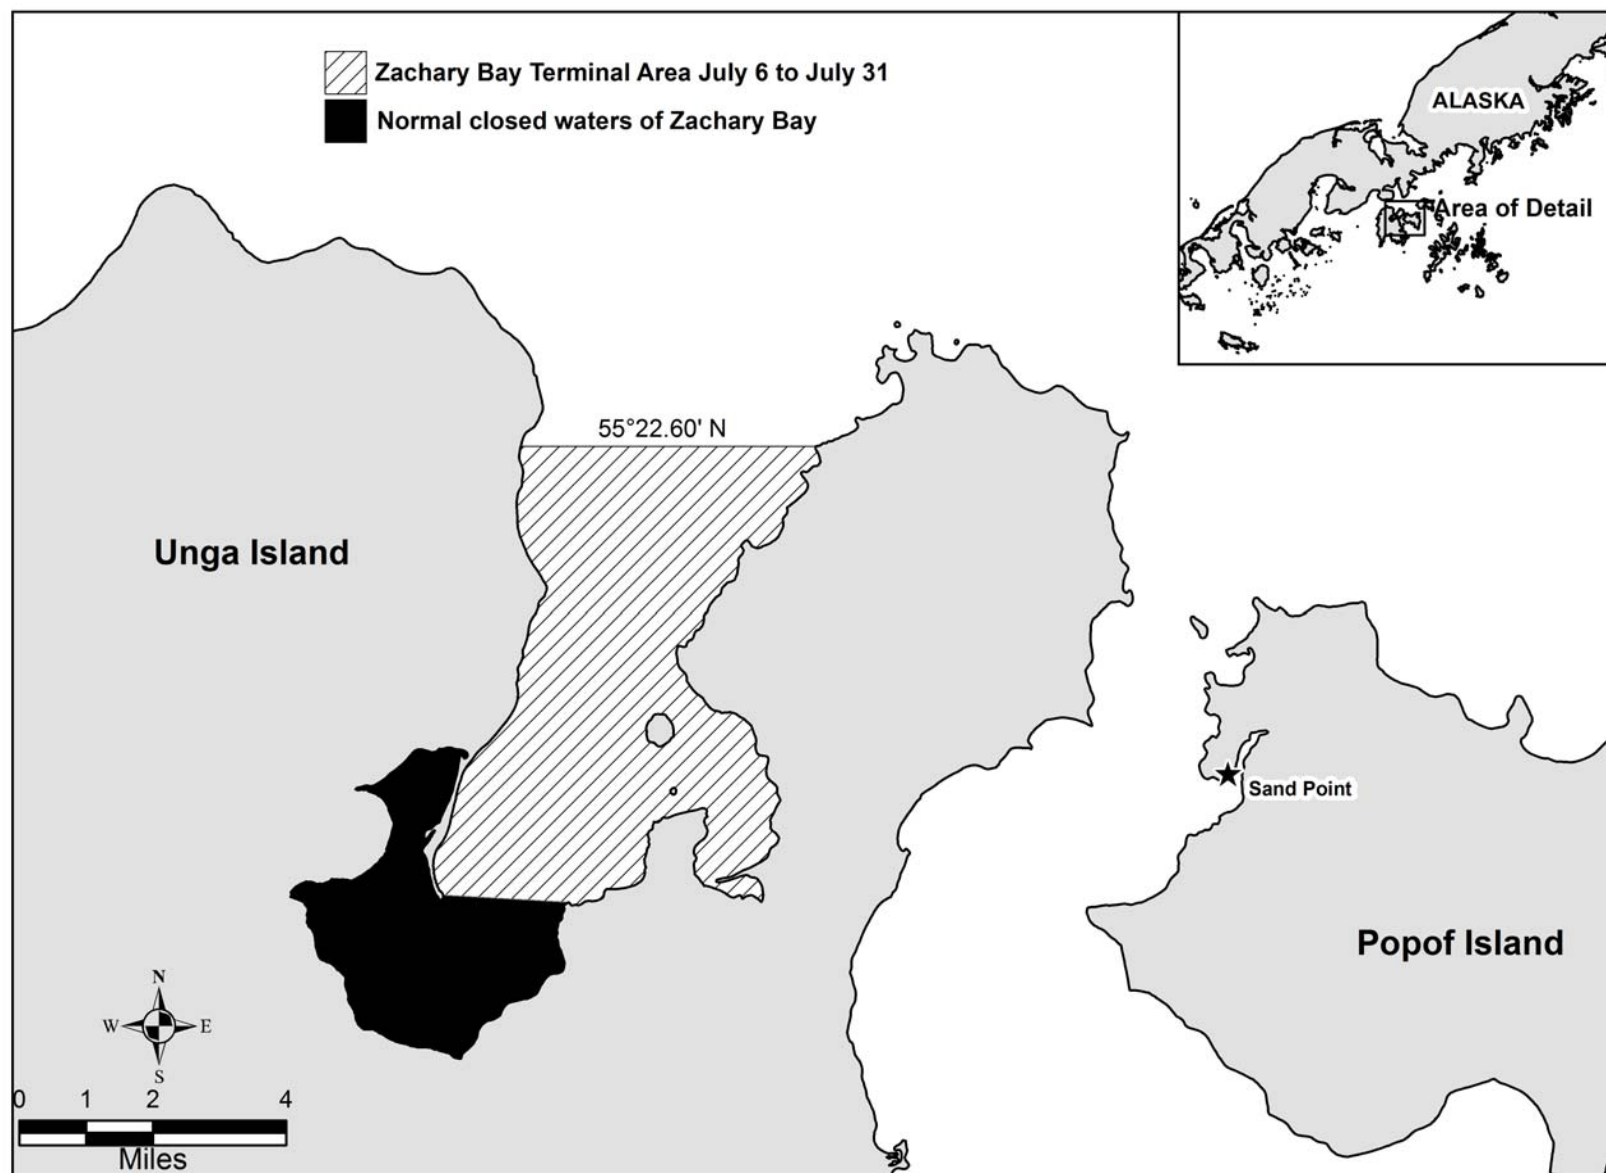 Zachary Bay Terminal Area July 6 to July 31
Normal closed waters of Zachary Bay
ALASKA
Area of Detail
55°22.60' N
Unga Island
Sand Point
Popof Island
N
W E
S
0 1 2 4
Miles